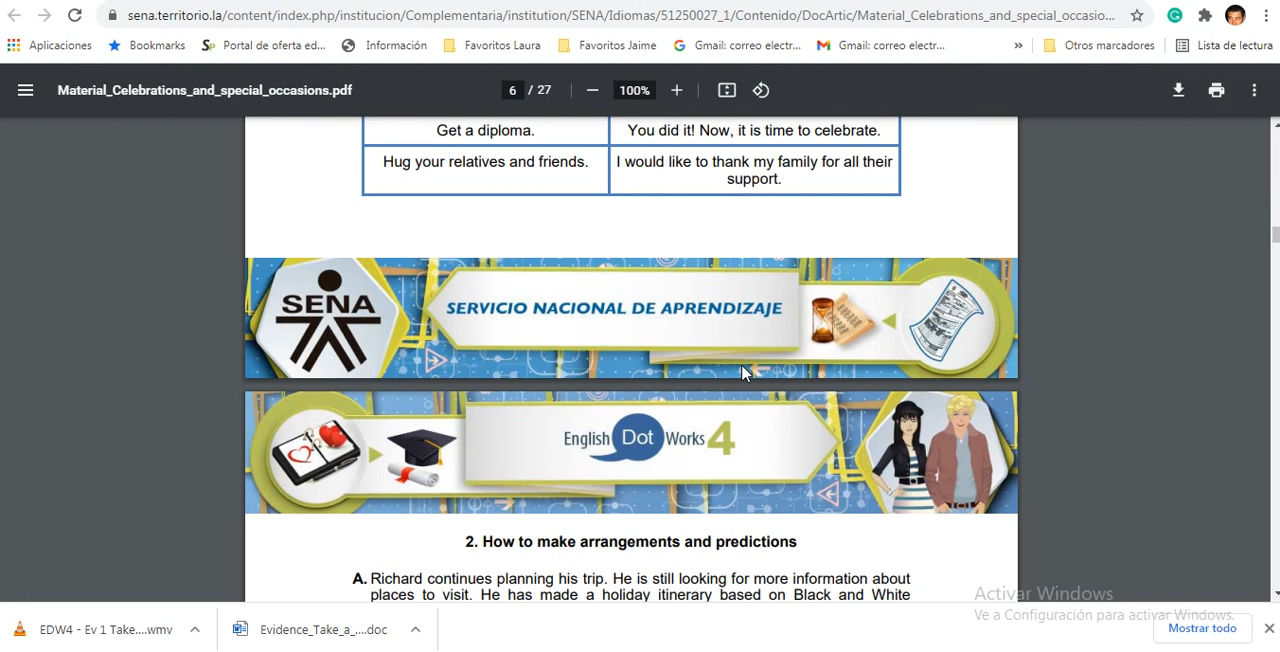 sena.territorio.la/content/index.php/institucion/Complementaria/institution/SENA/Idiomas/51250027_1/Contenido/DocArtic/Material_Celebrations_and_special_occasio...
Aplicaciones
Bookmarks
Portal de oferta ed...
Información
Favoritos Laura
Favoritos Jaime
Gmail: correo electr...
Gmail: correo electr...
»
Otros marcadores
Lista de lectura
Material_Celebrations_and_special_occasions.pdf
6 / 27
100%
Get a diploma.
You did it! Now, it is time to celebrate.
Hug your relatives and friends.
I would like to thank my family for all their
support.
SENA
SERVICIO NACIONAL DE APRENDIZAJE
English Dot Works 4
2. How to make arrangements and predictions
A. Richard continues planning his trip. He is still looking for more information about
places to visit. He has made a holiday itinerary based on Black and White
Activar Windows
Ve a Configuración para activar Windows.
EDW4 - Ev 1 Take....wmv
Evidence_Take_a_....doc
Mostrar todo